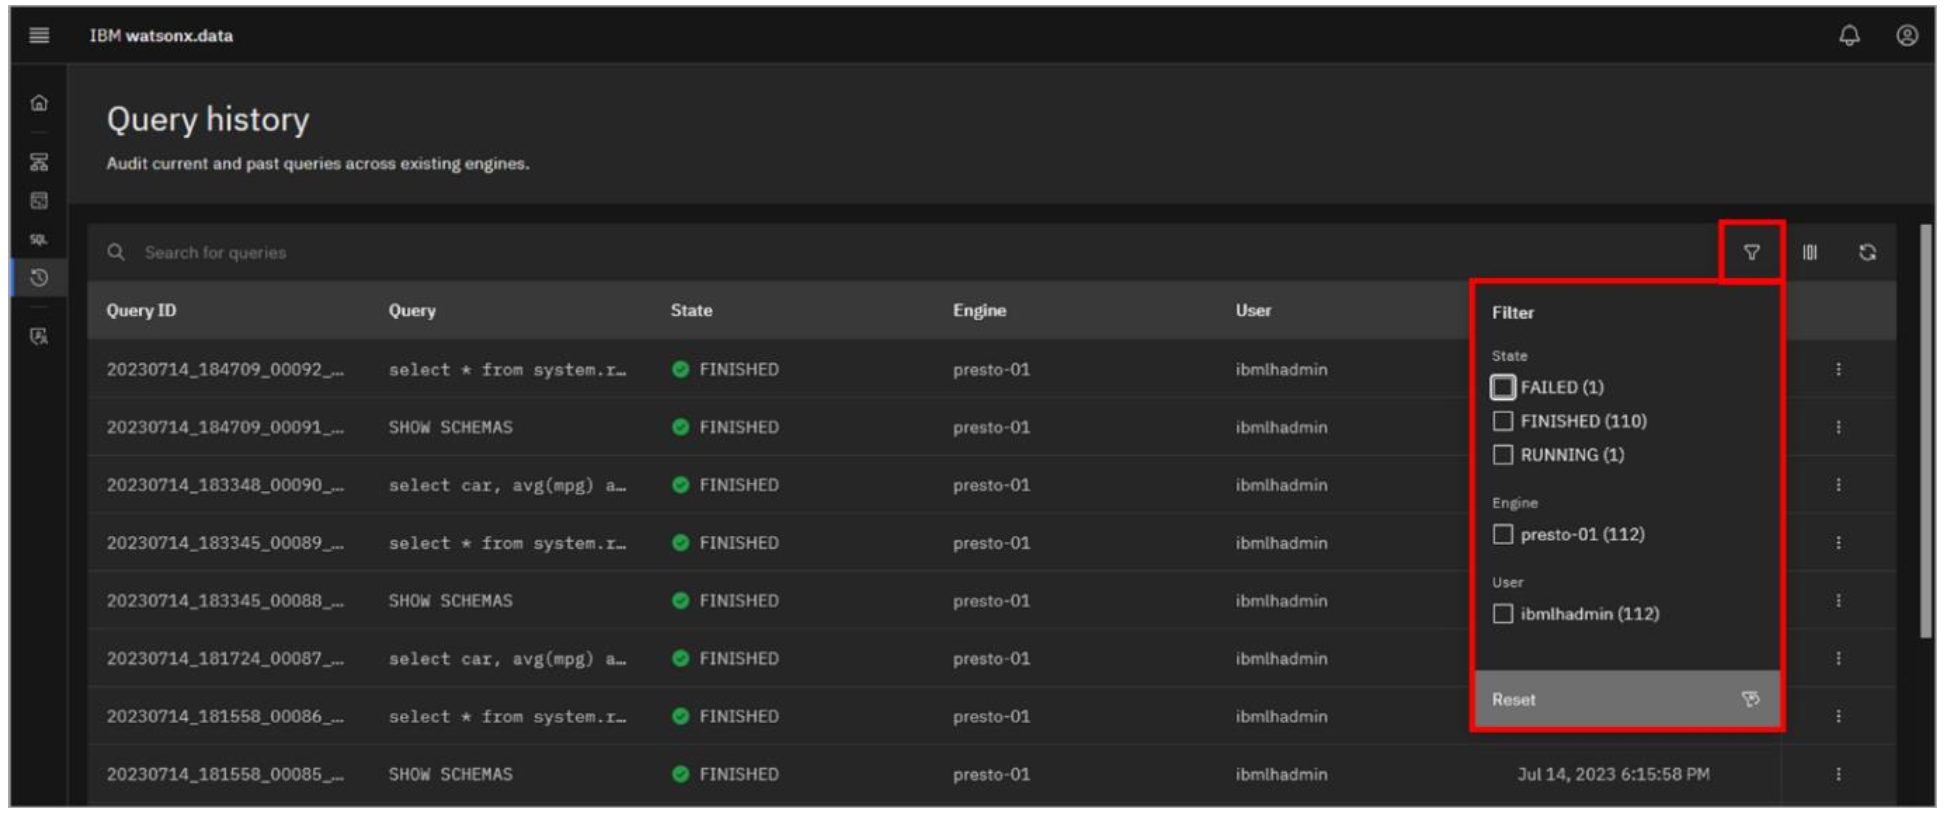 IBM watsonx.data
Query history
Audit current and past queries across existing engines.
SQL
Search for queries
Query ID Query State Engine User
20230714_184709_00092_... select * from system.r... FINISHED presto-01 ibmlhadmin
20230714_184709_00091_... SHOW SCHEMAS FINISHED presto-01 ibmlhadmin
20230714_183348_00090_... select car, avg(mpg) a... FINISHED presto-01 ibmlhadmin
20230714_183345_00089_... select * from system.r... FINISHED presto-01 ibmlhadmin
20230714_183345_00088_... SHOW SCHEMAS FINISHED presto-01 ibmlhadmin
20230714_181724_00087_... select car, avg(mpg) a... FINISHED presto-01 ibmlhadmin
20230714_181558_00086_... select * from system.r... FINISHED presto-01 ibmlhadmin
20230714_181558_00085_... SHOW SCHEMAS FINISHED presto-01 ibmlhadmin Jul 14, 2023 6:15:58 PM
Filter
State
FAILED (1)
FINISHED (110)
RUNNING (1)
Engine
presto-01 (112)
User
ibmlhadmin (112)
Reset